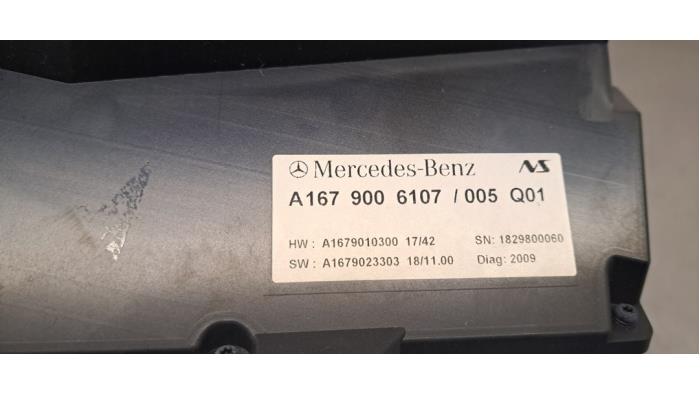 Mercedes-Benz NS
A167 900 6107 / 005 Q01
HW : A1679010300 17/42 SN: 1829800060
SW : A1679023303 18/11.00 Diag: 2009